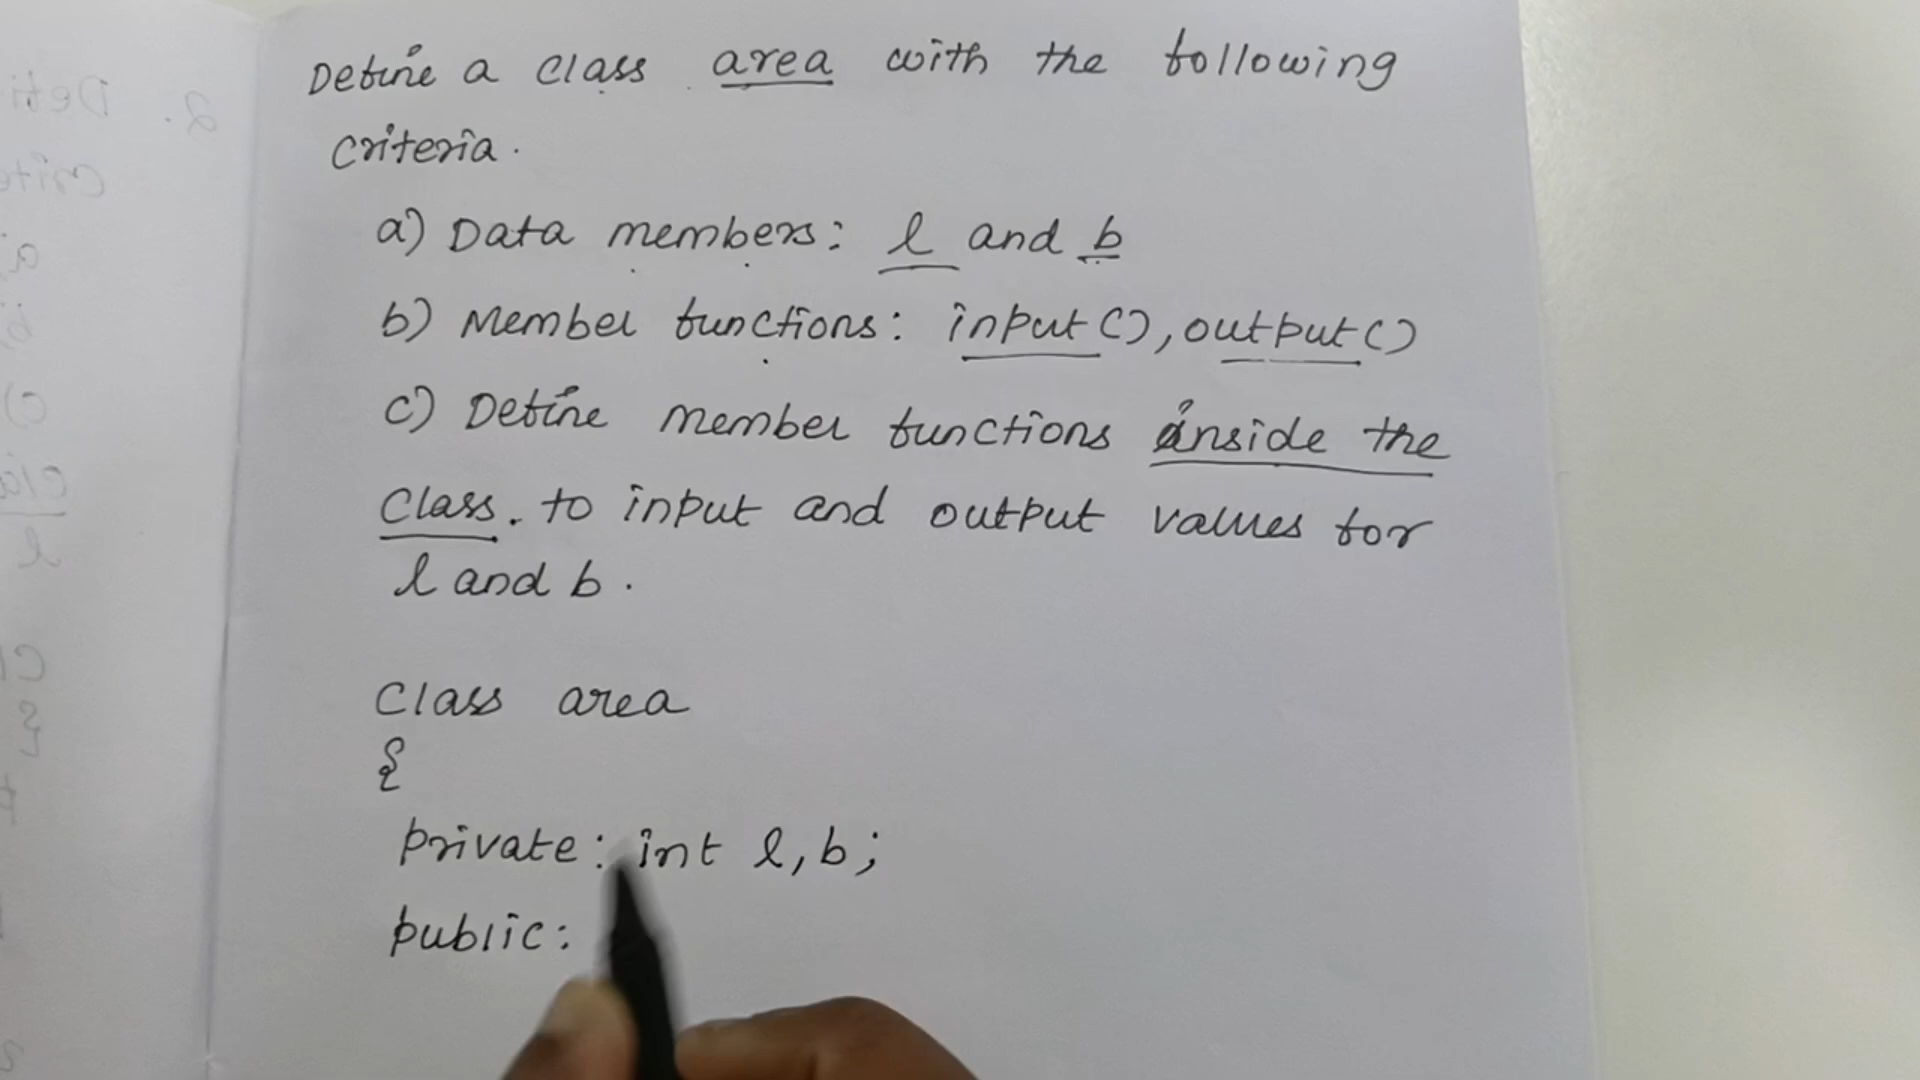 Define a class area with the following
criteria.
a) Data members: l and b
b) Member functions: input(), output()
c) Define member functions inside the
class. to input and output values for
l and b.
Class area
{
private: int l, b;
public: